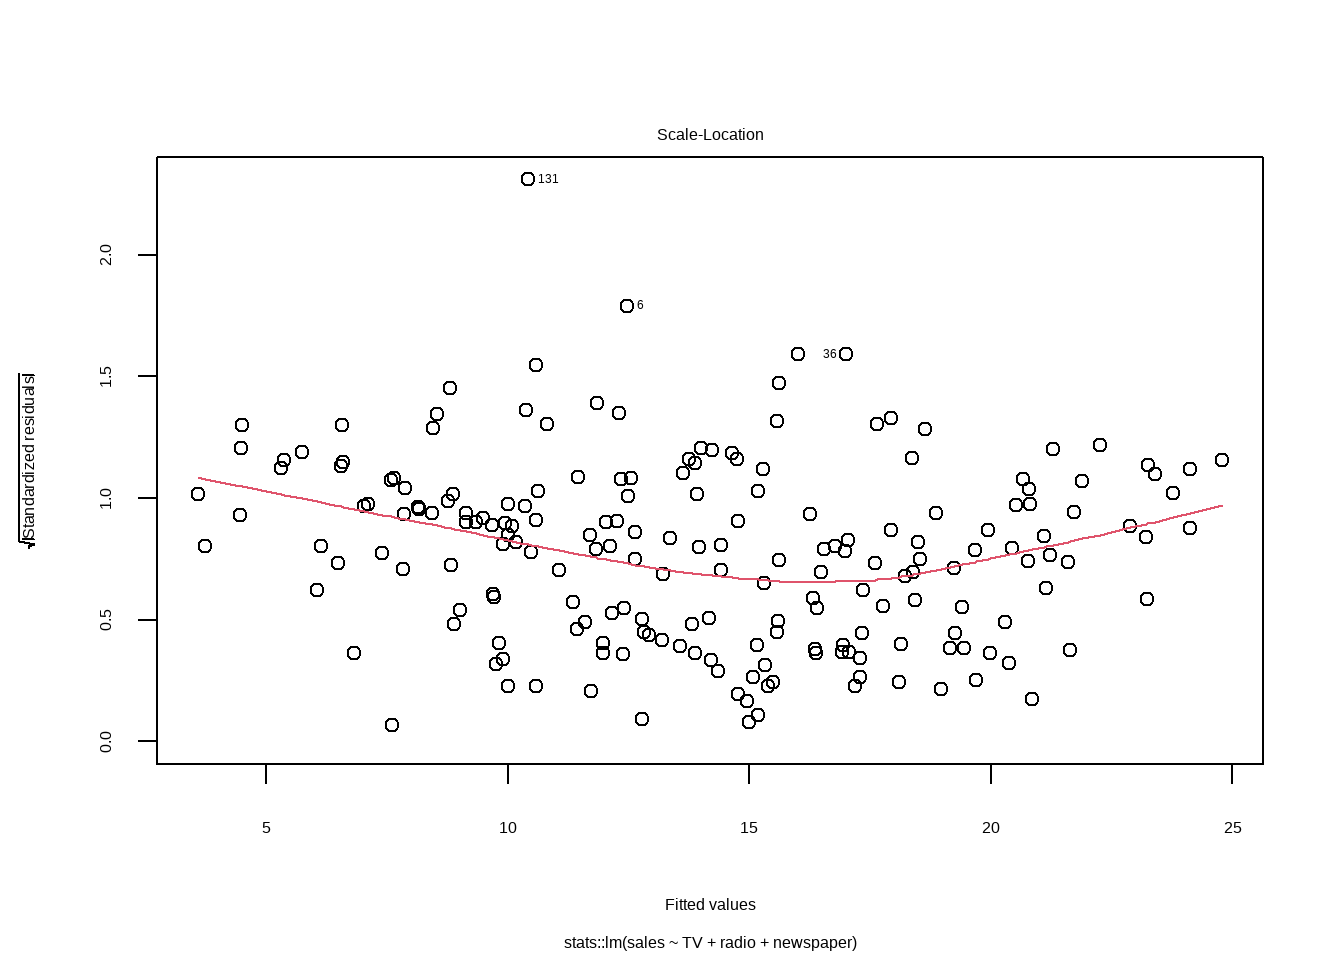 Scale-Location
131
6
36
2.0
1.5
1.0
0.5
0.0
√|Standardized residuals|
5 10 15 20 25
Fitted values
stats::lm(sales ~ TV + radio + newspaper)